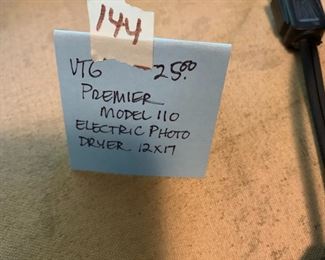 144
VTG 25.00
PREMIER
MODEL 110
ELECTRIC PHOTO
DRYER 12X17